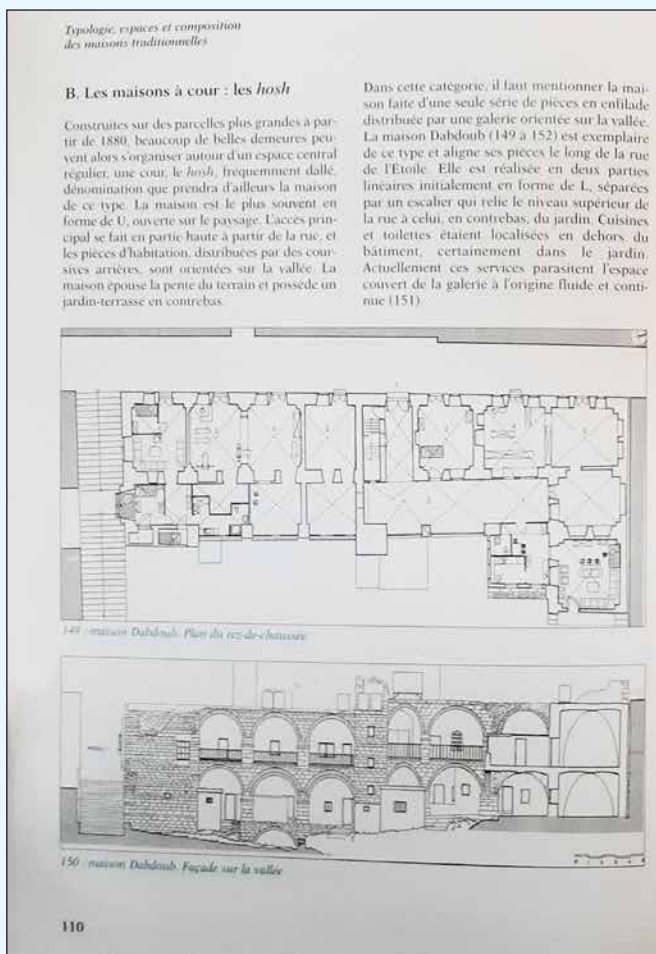 Typologie, espaces et composition
des maisons traditionnelles
B. Les maisons à cour : les hosh
Construites sur des parcelles plus grandes à par-
tir de 1880, beaucoup de belles demeures peu-
vent alors s'organiser autour d'un espace central
régulier, une cour, le hosh, fréquemment dallé,
dénomination que prendra d'ailleurs la maison
de ce type. La maison est le plus souvent en
forme de U, ouverte sur le paysage. L'accès prin-
cipal se fait en partie haute à partir de la rue, et
les pièces d'habitation, distribuées par des cour-
sives arrières, sont orientées sur la vallée. La
maison épouse la pente du terrain et possède un
jardin-terrasse en contrebas.
Dans cette catégorie, il faut mentionner la mai-
son faite d'une seule série de pièces en enfilade
distribuée par une galerie orientée sur la vallée.
La maison Dabdoub (149 à 152) est exemplaire
de ce type et aligne ses pièces le long de la rue
de l'Etoile. Elle est réalisée en deux parties
linéaires initialement en forme de L, séparées
par un escalier qui relie le niveau supérieur de
la rue à celui, en contrebas, du jardin. Cuisines
et toilettes étaient localisées en dehors du
bâtiment, certainement dans le jardin.
Actuellement ces services parasitent l'espace
couvert de la galerie à l'origine fluide et conti-
nue (151).
149 : maison Dabdoub. Plan du rez-de-chaussée
150 : maison Dabdoub. Façade sur la vallée
110